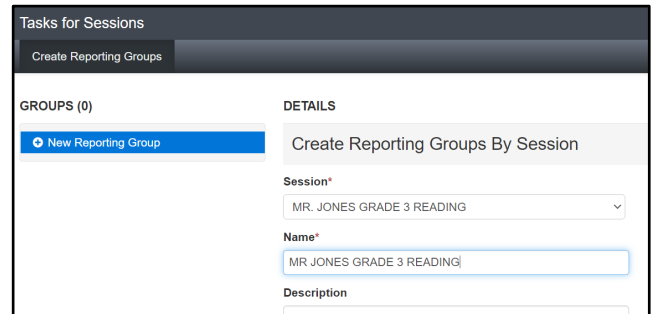 Tasks for Sessions
Create Reporting Groups
GROUPS (0)
New Reporting Group
DETAILS
Create Reporting Groups By Session
Session*
MR. JONES GRADE 3 READING
Name*
MR JONES GRADE 3 READING
Description